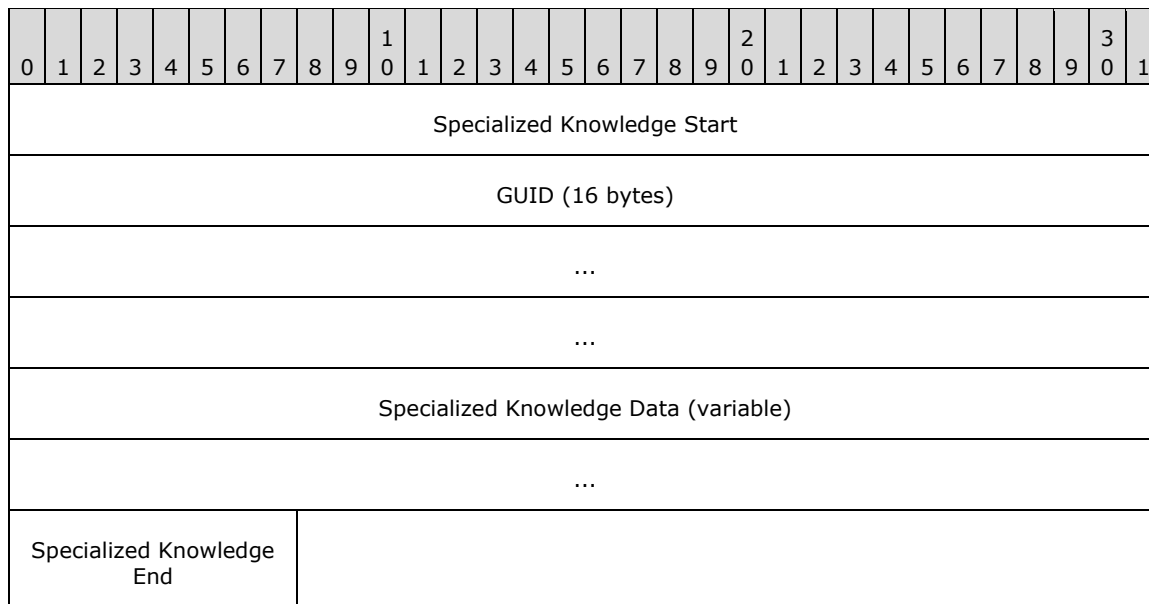 0 1 2 3 4 5 6 7 8 9 1 0 1 2 3 4 5 6 7 8 9 2 0 1 2 3 4 5 6 7 8 9 3 0 1
Specialized Knowledge Start
GUID (16 bytes)
...
...
Specialized Knowledge Data (variable)
...
Specialized Knowledge
End